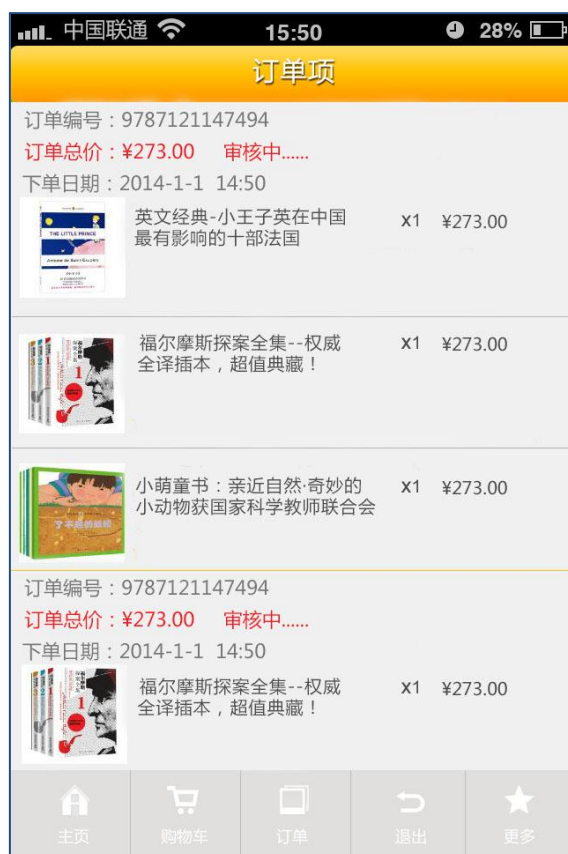 中国联通
15:50
28%
订单项
订单编号：9787121147494
订单总价：¥273.00 审核中......
下单日期：2014-1-1 14:50
THE LITTLE PRINCE
英文经典-小王子英在中国 x1 ¥273.00
最有影响的十部法国
福尔摩斯探案全集--权威 x1 ¥273.00
全译插本，超值典藏！
小萌童书：亲近自然·奇妙的 x1 ¥273.00
小动物获国家科学教师联合会
订单编号：9787121147494
订单总价：¥273.00 审核中......
下单日期：2014-1-1 14:50
福尔摩斯探案全集--权威 x1 ¥273.00
全译插本，超值典藏！
主页 购物车 订单 退出 更多